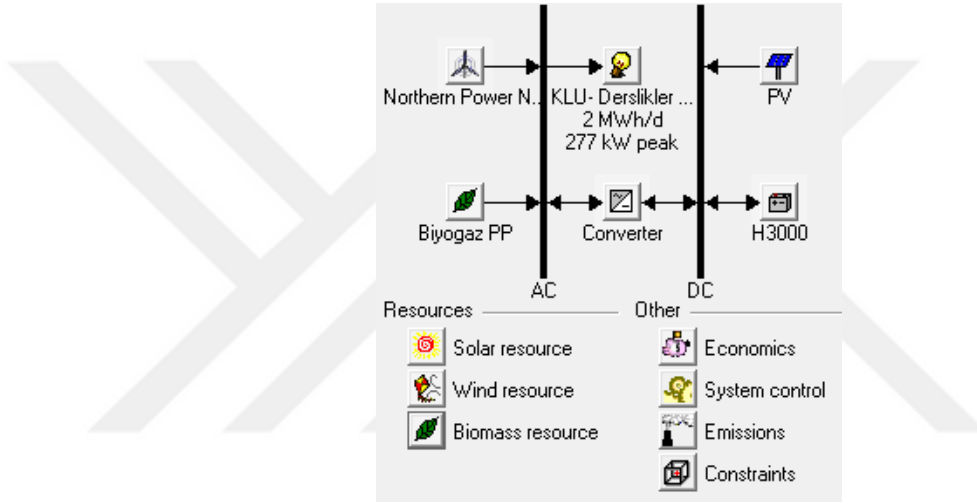 Northern Power N...
KLU- Derslikler ...
2 MWh/d
277 kW peak
PV
Biyogaz PP
Converter
H3000
AC
DC
Resources
Other
Solar resource
Economics
Wind resource
System control
Biomass resource
Emissions
Constraints